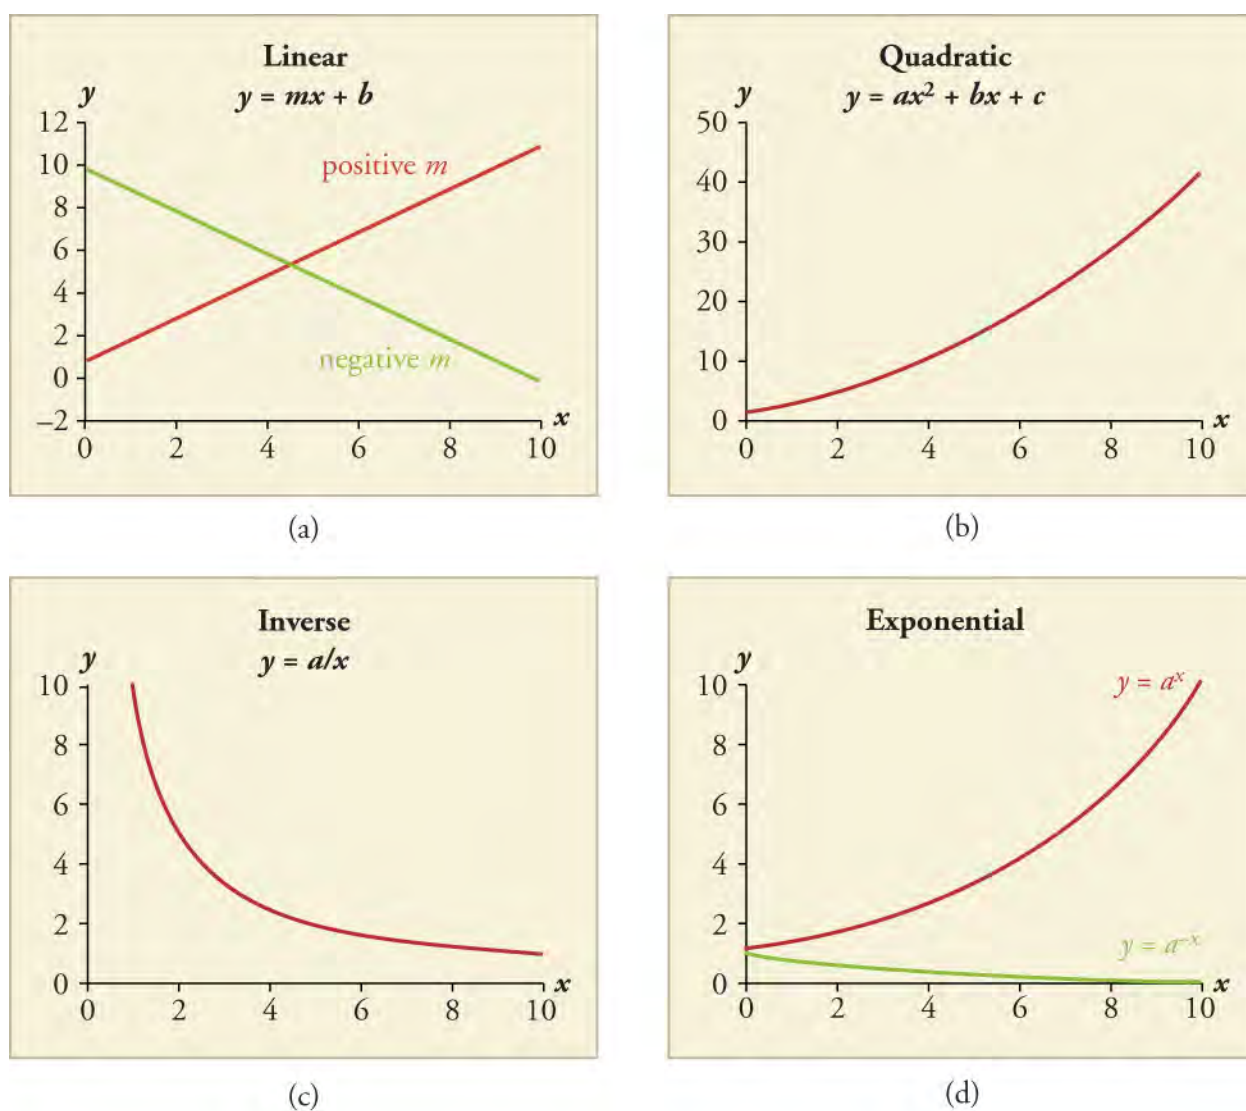 Linear
y = mx + b
y
12
10
8
6
4
2
0
–2
positive m
negative m
0 2 4 6 8 10 x
(a)
Quadratic
y = ax² + bx + c
y
50
40
30
20
10
0
0 2 4 6 8 10 x
(b)
Inverse
y = a/x
y
10
8
6
4
2
0
0 2 4 6 8 10 x
(c)
Exponential
y
10
8
6
4
2
0
y = aˣ
y = a⁻ˣ
0 2 4 6 8 10 x
(d)